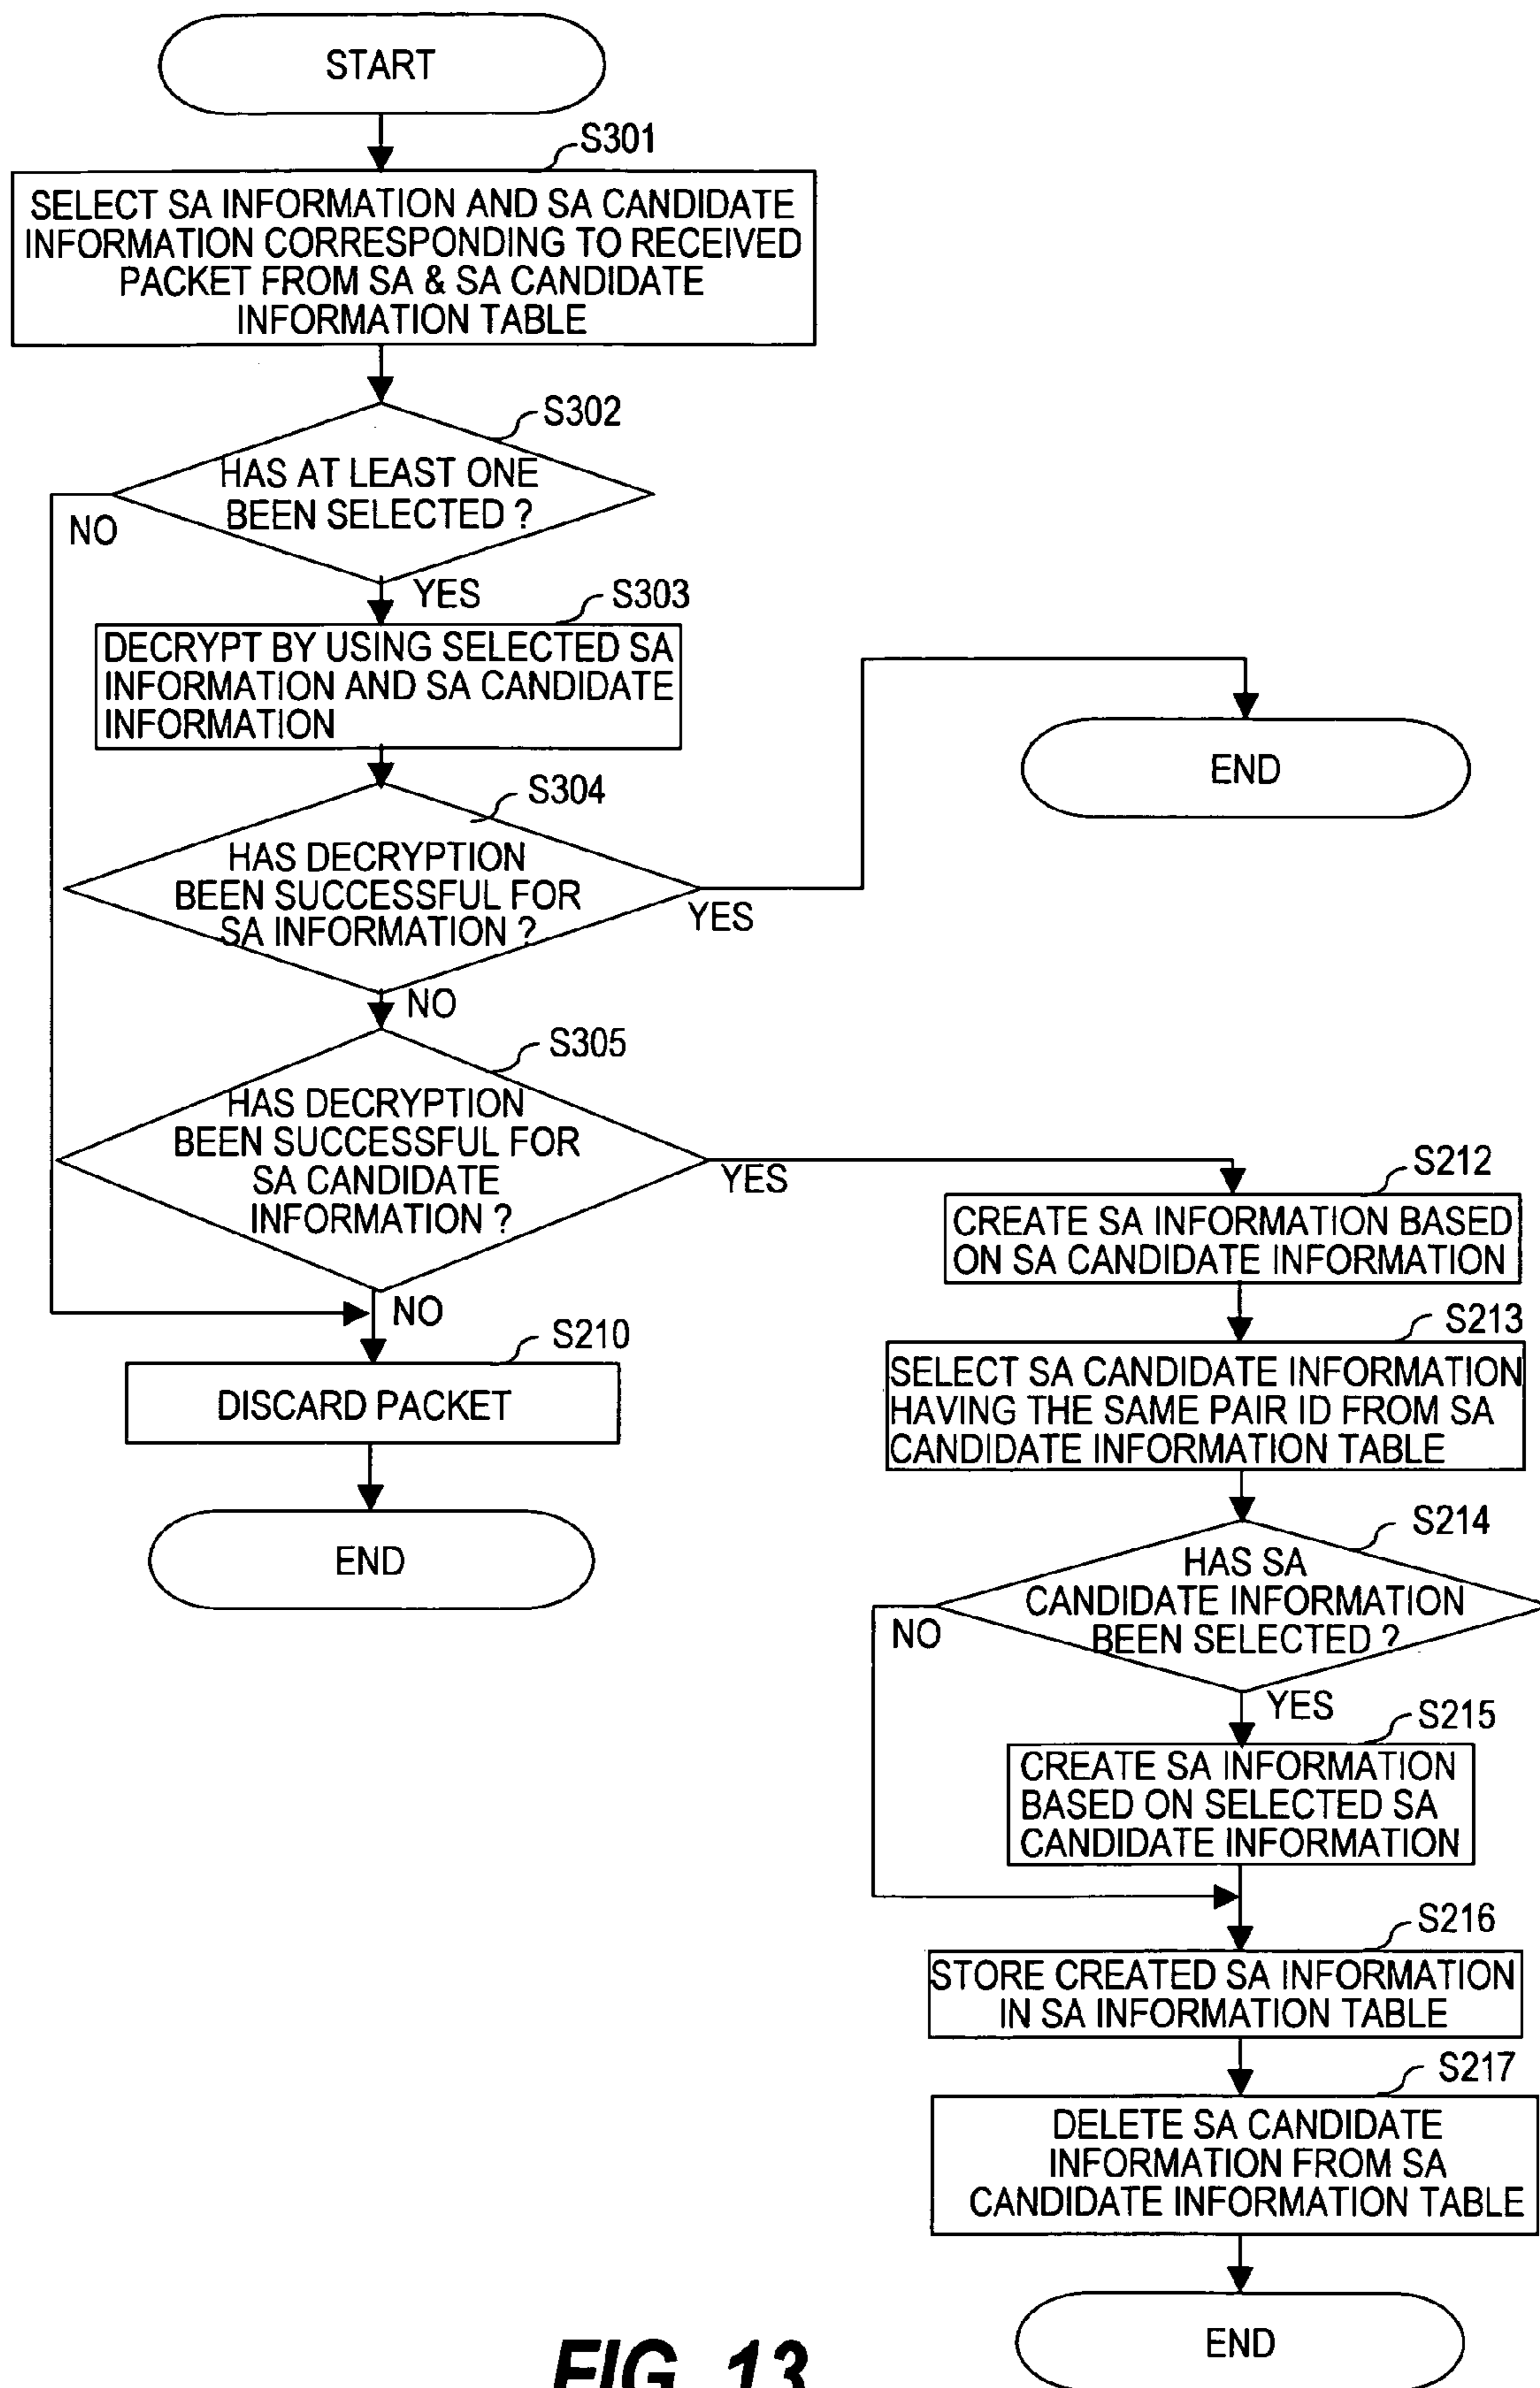 START
S301
SELECT SA INFORMATION AND SA CANDIDATE
INFORMATION CORRESPONDING TO RECEIVED
PACKET FROM SA & SA CANDIDATE
INFORMATION TABLE
S302
HAS AT LEAST ONE
BEEN SELECTED ?
NO
YES
S303
DECRYPT BY USING SELECTED SA
INFORMATION AND SA CANDIDATE
INFORMATION
END
S304
HAS DECRYPTION
BEEN SUCCESSFUL FOR
SA INFORMATION ?
YES
NO
S305
HAS DECRYPTION
BEEN SUCCESSFUL FOR
SA CANDIDATE
INFORMATION ?
YES
NO
S210
DISCARD PACKET
END
S212
CREATE SA INFORMATION BASED
ON SA CANDIDATE INFORMATION
S213
SELECT SA CANDIDATE INFORMATION
HAVING THE SAME PAIR ID FROM SA
CANDIDATE INFORMATION TABLE
S214
HAS SA
CANDIDATE INFORMATION
BEEN SELECTED ?
NO
YES
S215
CREATE SA INFORMATION
BASED ON SELECTED SA
CANDIDATE INFORMATION
S216
STORE CREATED SA INFORMATION
IN SA INFORMATION TABLE
S217
DELETE SA CANDIDATE
INFORMATION FROM SA
CANDIDATE INFORMATION TABLE
END
FIG. 13